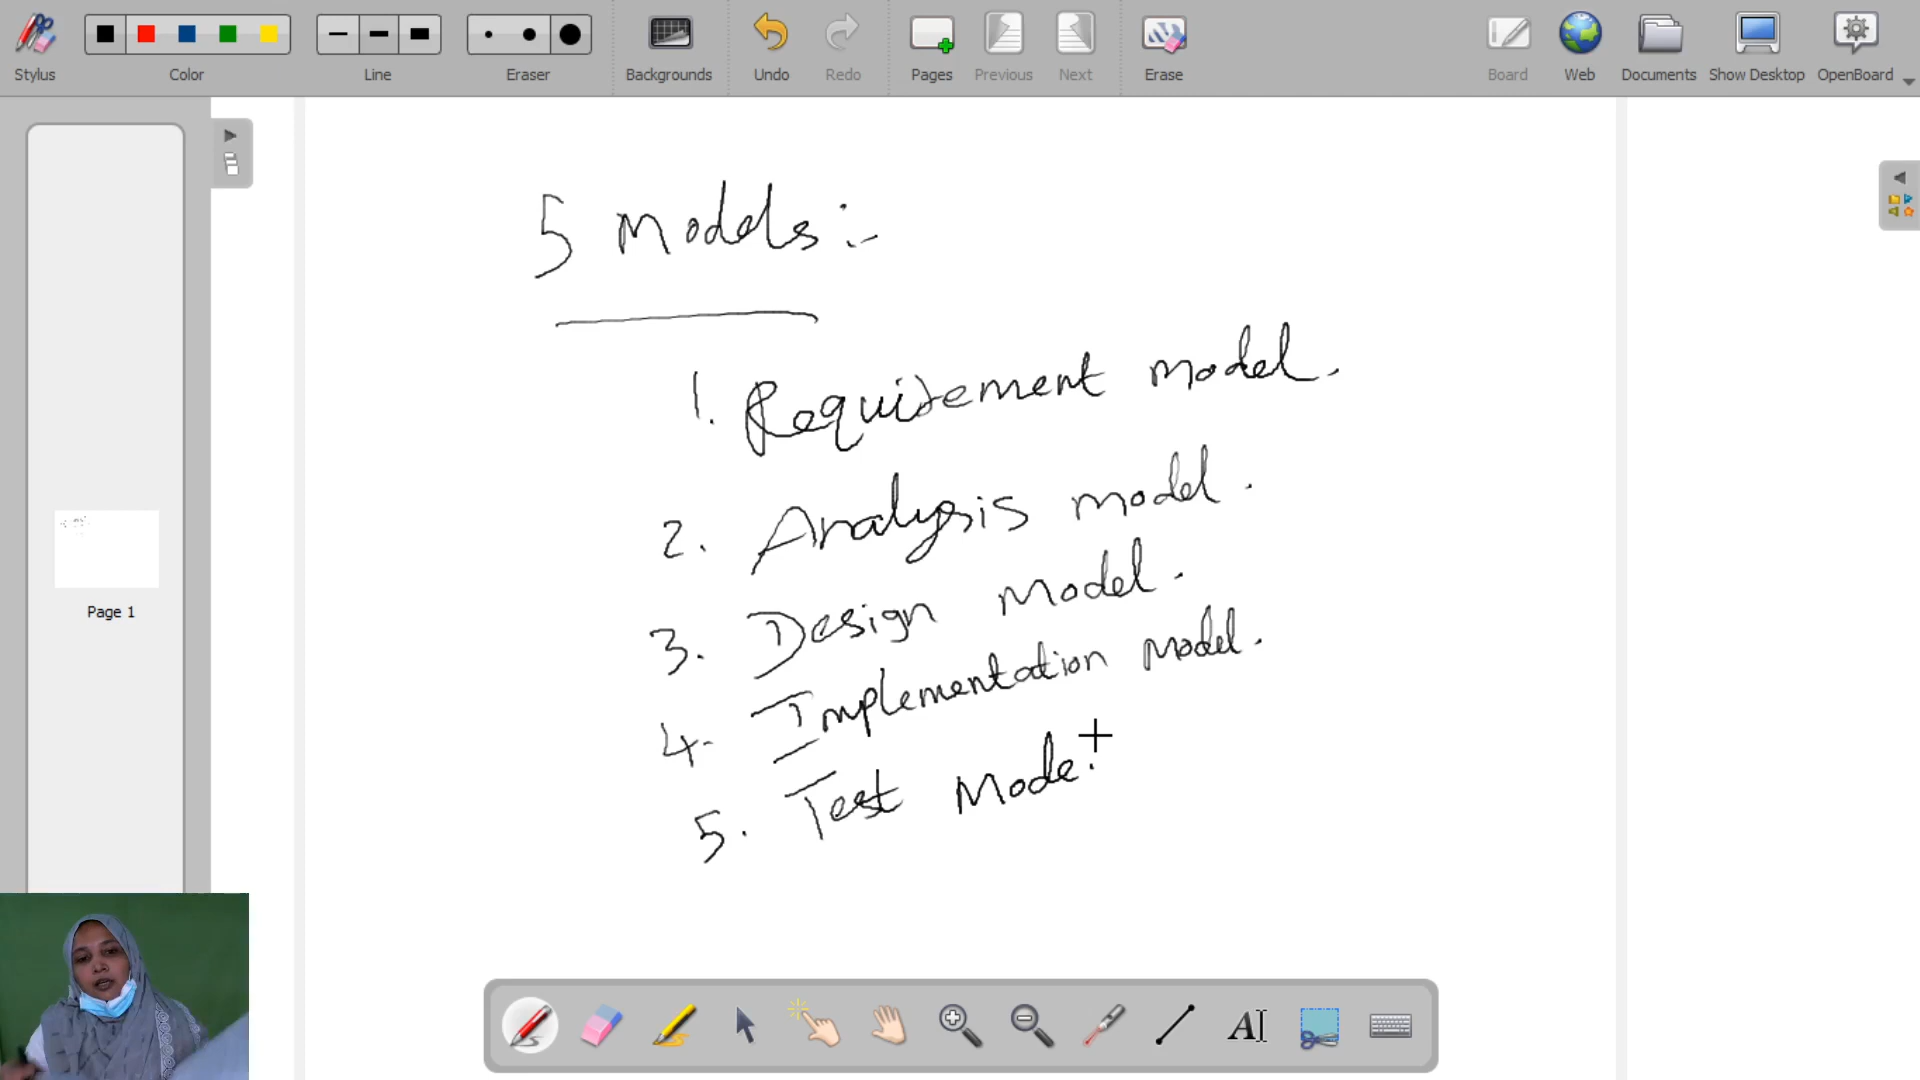 Stylus
Color
Line
Eraser
Backgrounds
Undo
Redo
Pages
Previous
Next
Erase
Board
Web
Documents
Show Desktop
OpenBoard
5 Models:-
1. Requirement model.
2. Analysis model.
3. Design Model.
4. Implementation Model.
5. Test Mode.
Page 1